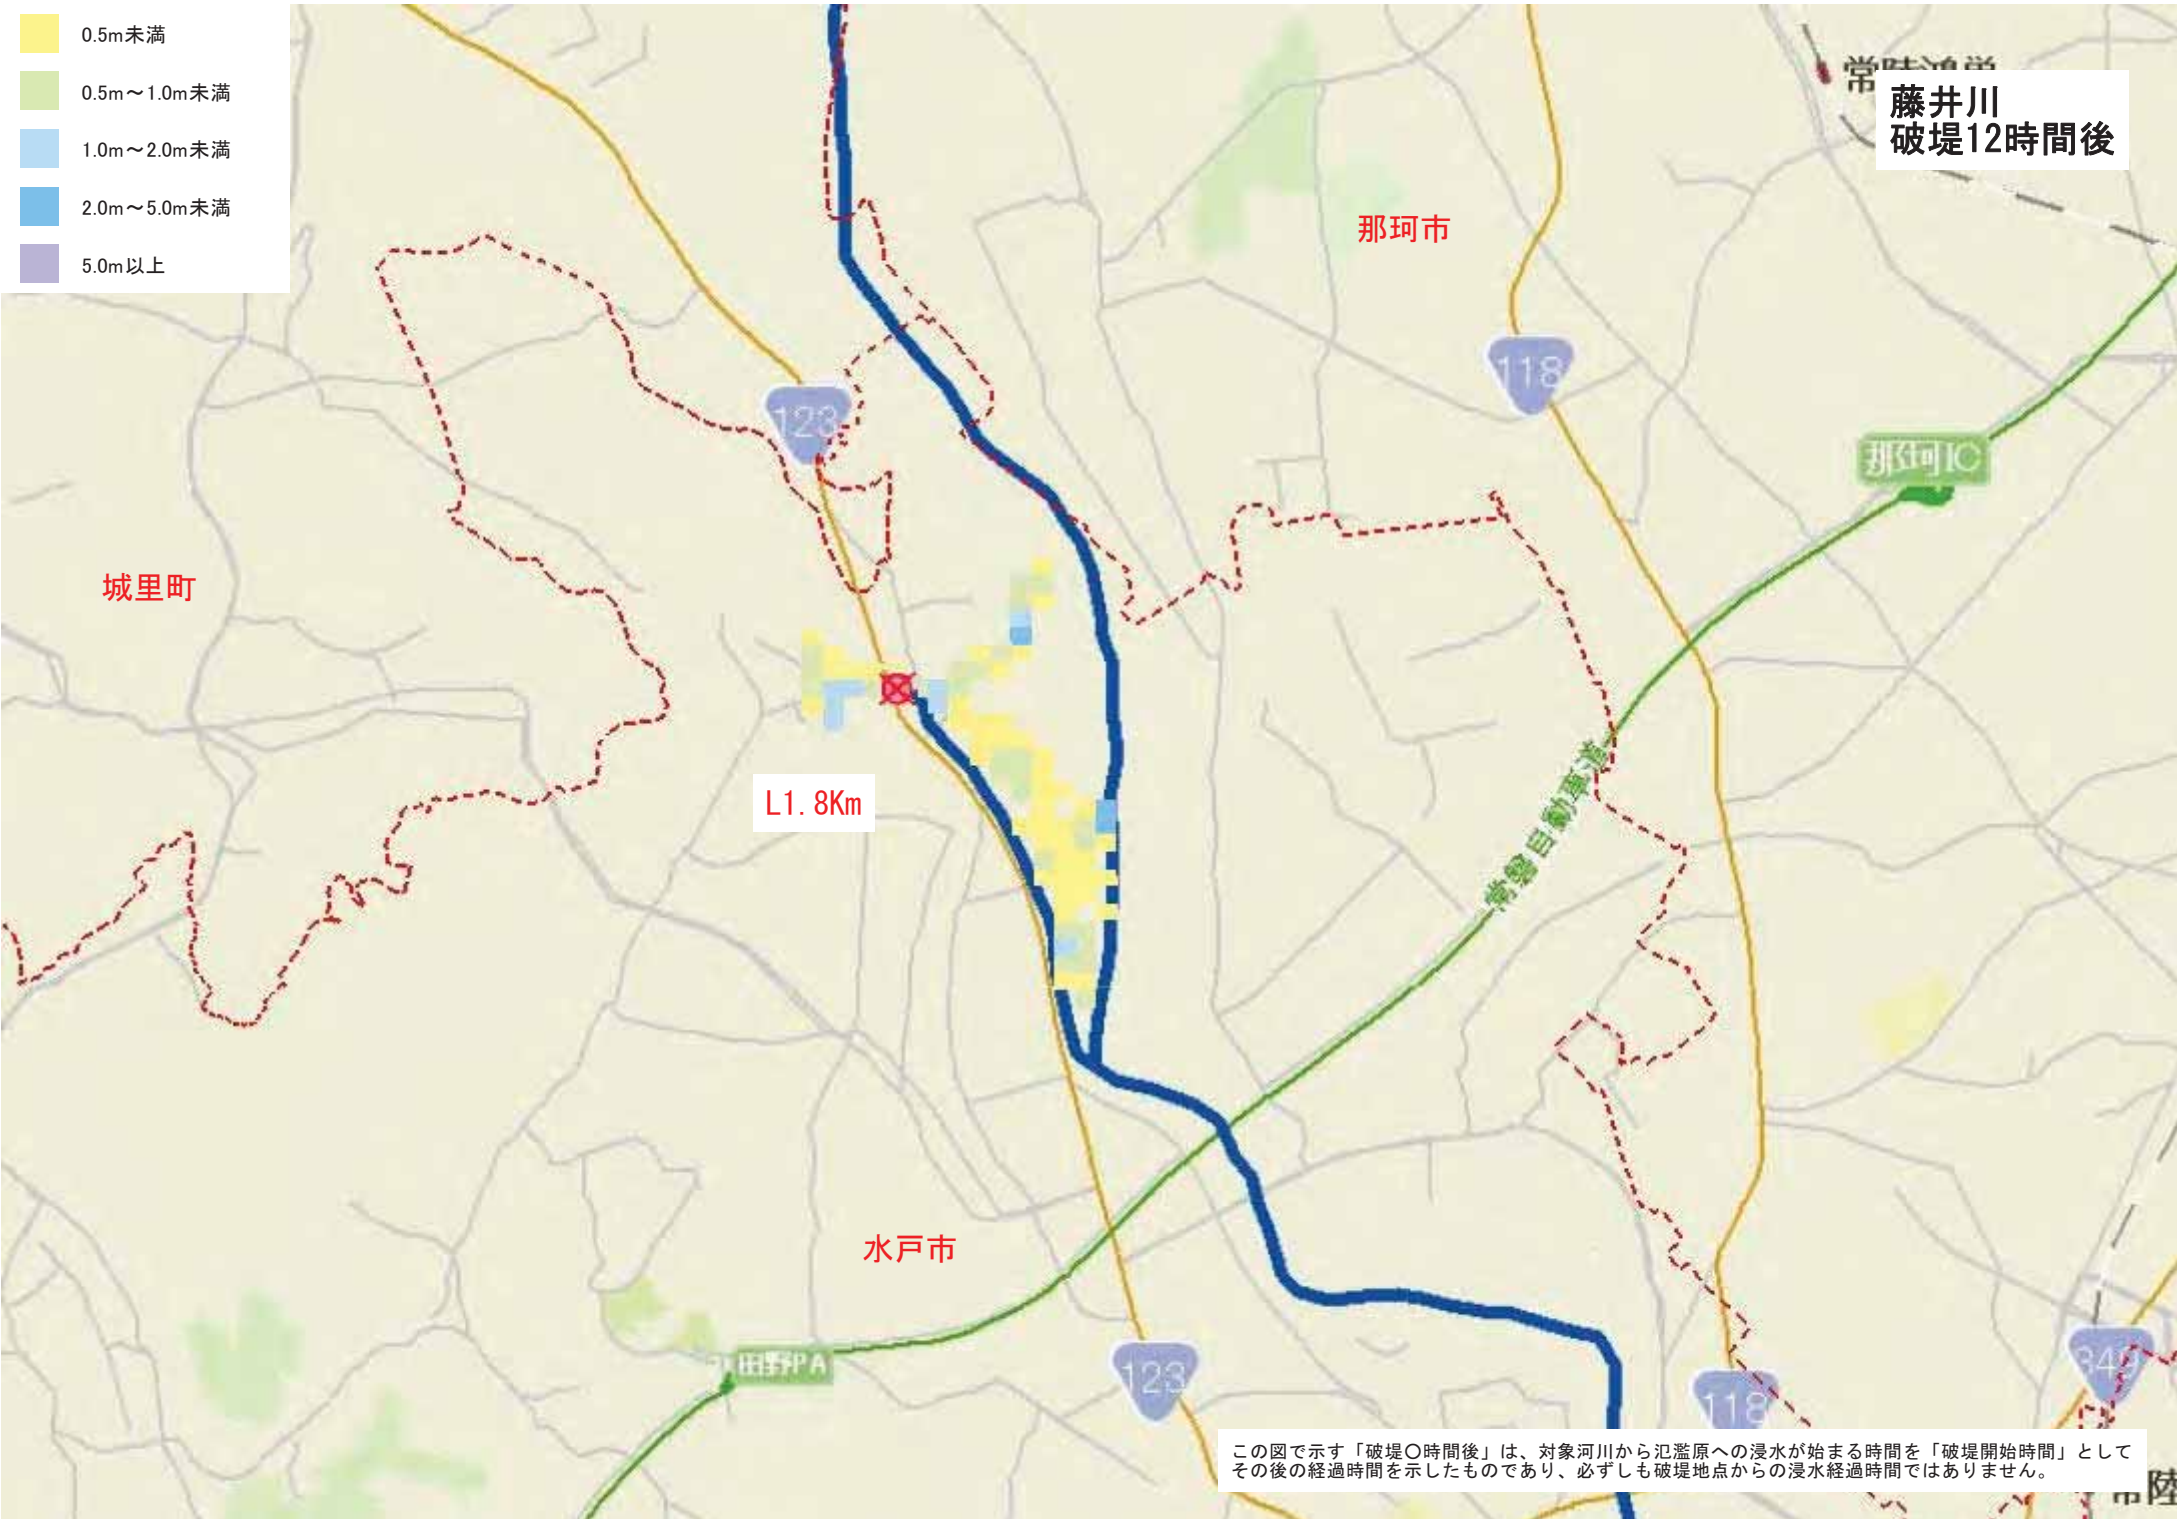 0.5m未満
0.5m～1.0m未満
1.0m～2.0m未満
2.0m～5.0m未満
5.0m以上
藤井川
破堤12時間後
那珂市
118
123
那珂IC
城里町
L1.8Km
常磐自動車道
水戸市
田野PA
123
118
349
この図で示す「破堤〇時間後」は、対象河川から氾濫原への浸水が始まる時間を「破堤開始時間」として
その後の経過時間を示したものであり、必ずしも破堤地点からの浸水経過時間ではありません。